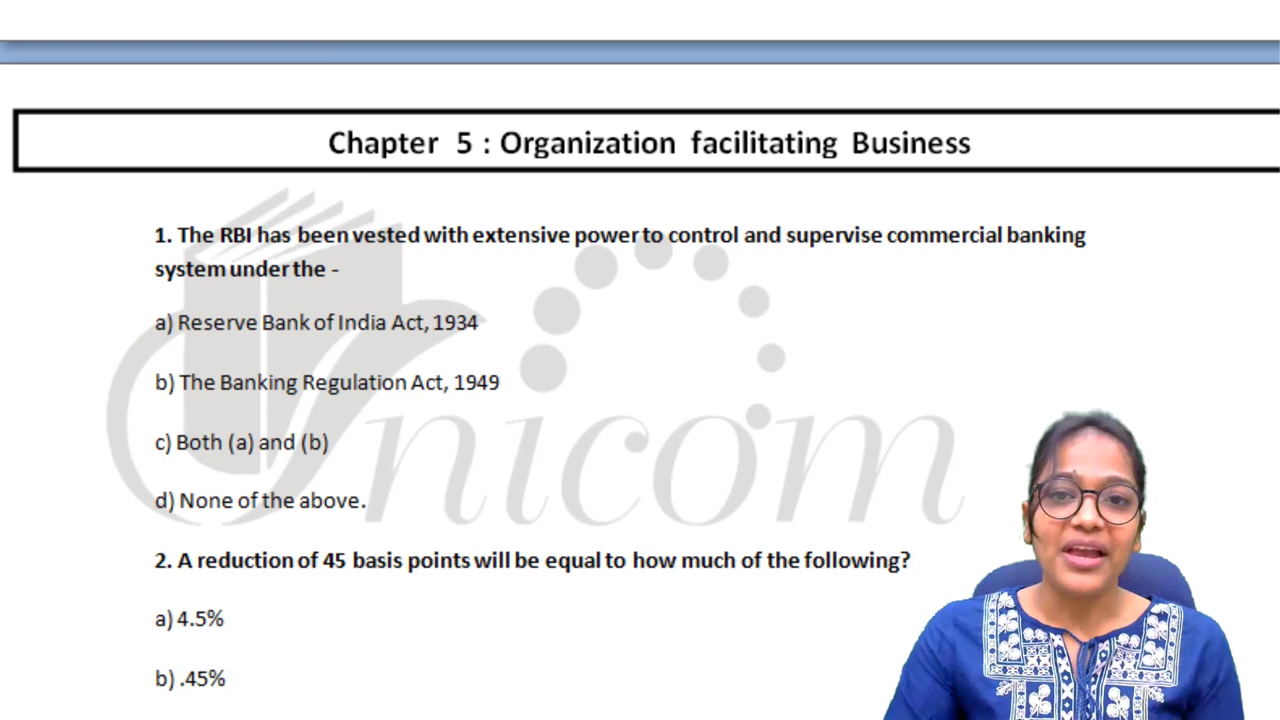 Chapter 5 : Organization facilitating Business
1. The RBI has been vested with extensive power to control and supervise commercial banking
system under the -
a) Reserve Bank of India Act, 1934
b) The Banking Regulation Act, 1949
c) Both (a) and (b)
d) None of the above.
nicom
2. A reduction of 45 basis points will be equal to how much of the following?
a) 4.5%
b) .45%